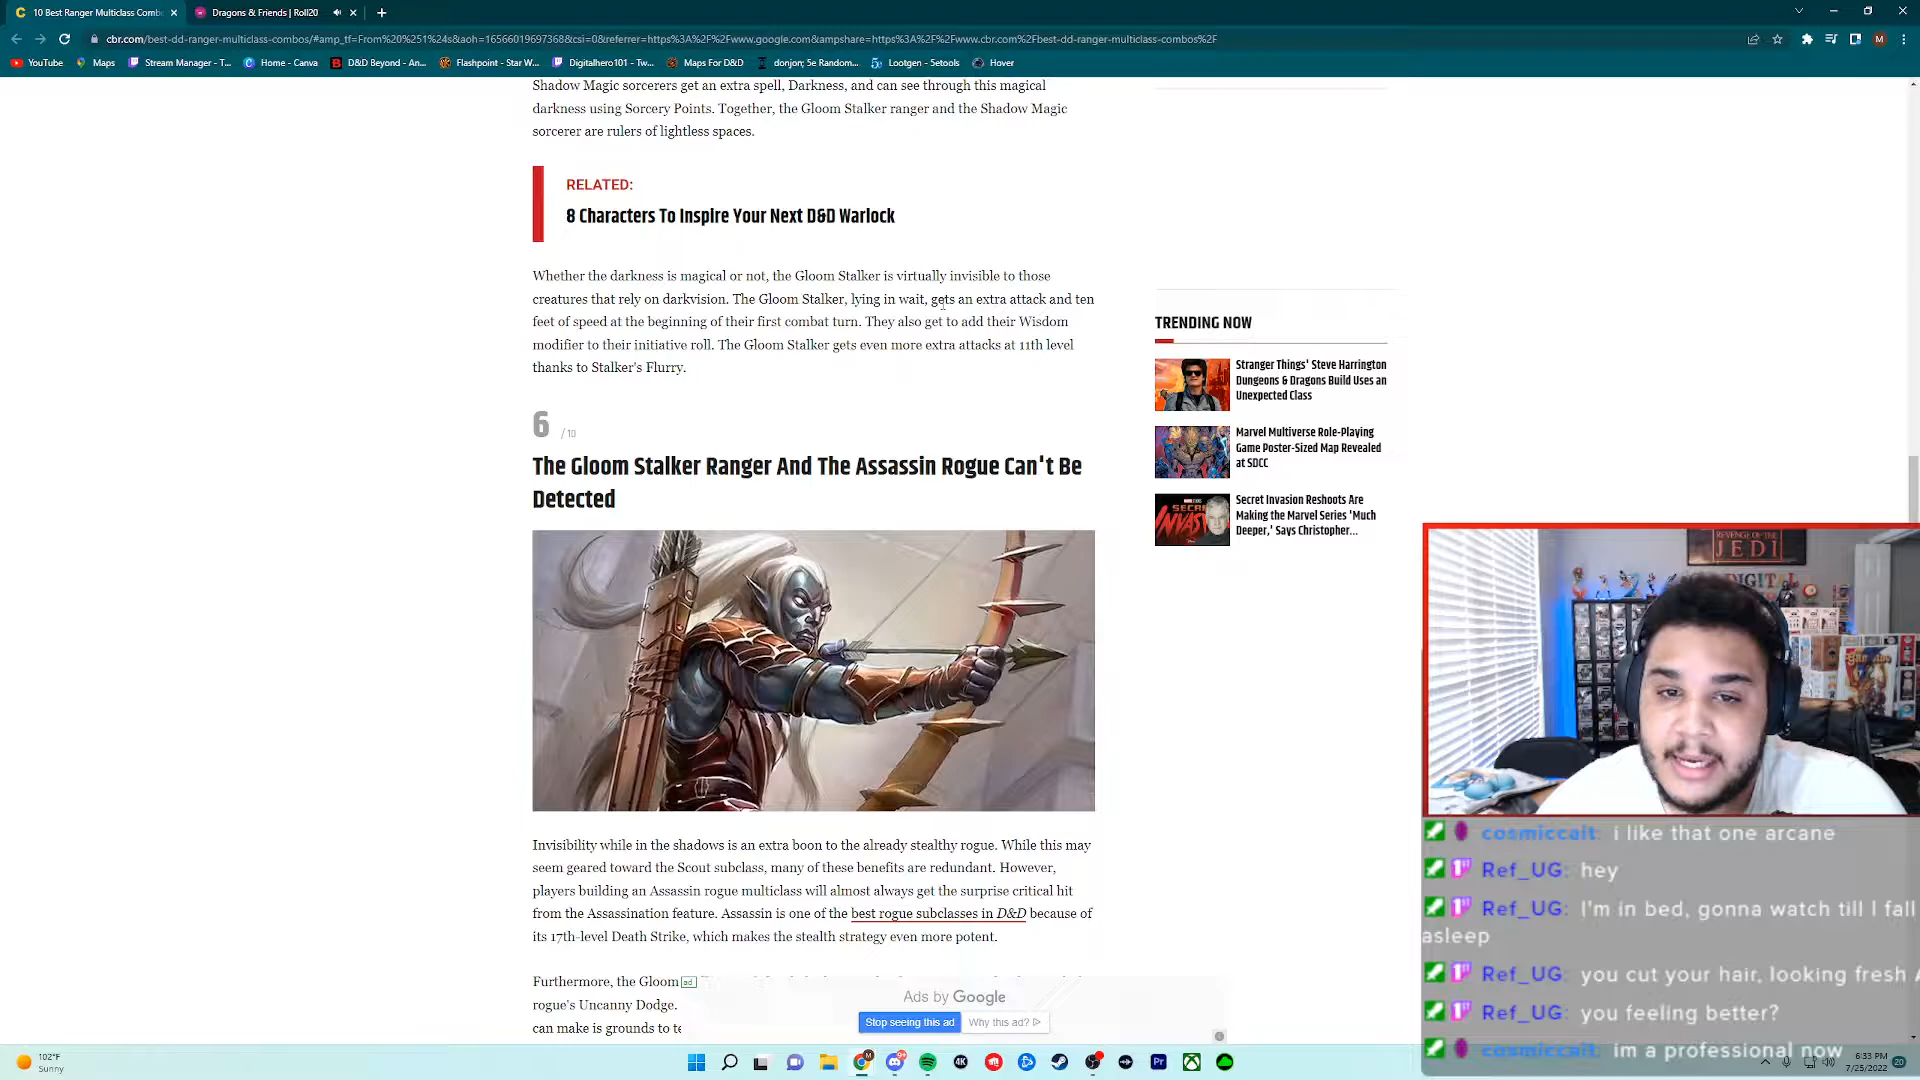 10 Best Ranger Multiclass Comb
Dragons & Friends | Roll20
cbr.com/best-dd-ranger-multiclass-combos/#amp_tf=From%20%251%24s&aoh=16566019697368&csi=0&referrer=https%3A%2F%2Fwww.google.com&ampshare=https%3A%2F%2Fwww.cbr.com%2Fbest-dd-ranger-multiclass-combos%2F
YouTube Maps Stream Manager - T... Home - Canva D&D Beyond - An... Flashpoint - Star W... Digitalhero101 - Tw... Maps For D&D donjon; 5e Random... Lootgen - 5etools Hover
Shadow Magic sorcerers get an extra spell, Darkness, and can see through this magical
darkness using Sorcery Points. Together, the Gloom Stalker ranger and the Shadow Magic
sorcerer are rulers of lightless spaces.
RELATED:
8 Characters To Inspire Your Next D&D Warlock
Whether the darkness is magical or not, the Gloom Stalker is virtually invisible to those
creatures that rely on darkvision. The Gloom Stalker, lying in wait, gets an extra attack and ten
feet of speed at the beginning of their first combat turn. They also get to add their Wisdom
modifier to their initiative roll. The Gloom Stalker gets even more extra attacks at 11th level
thanks to Stalker's Flurry.
6 / 10
The Gloom Stalker Ranger And The Assassin Rogue Can't Be
Detected
Invisibility while in the shadows is an extra boon to the already stealthy rogue. While this may
seem geared toward the Scout subclass, many of these benefits are redundant. However,
players building an Assassin rogue multiclass will almost always get the surprise critical hit
from the Assassination feature. Assassin is one of the best rogue subclasses in D&D because of
its 17th-level Death Strike, which makes the stealth strategy even more potent.
Furthermore, the Gloom
rogue's Uncanny Dodge.
can make is grounds to te
ad
Ads by Google
Stop seeing this ad
Why this ad?
TRENDING NOW
Stranger Things' Steve Harrington
Dungeons & Dragons Build Uses an
Unexpected Class
Marvel Multiverse Role-Playing
Game Poster-Sized Map Revealed
at SDCC
Secret Invasion Reshoots Are
Making the Marvel Series 'Much
Deeper,' Says Christopher...
REVENGE OF THE
JEDI
DIGITAL
cosmiccait: i like that one arcane
Ref_UG: hey
Ref_UG: I'm in bed, gonna watch till I fall
asleep
Ref_UG: you cut your hair, looking fresh A
Ref_UG: you feeling better?
cosmiccait: im a professional now
102°F
Sunny
6:33 PM
7/25/2022
20